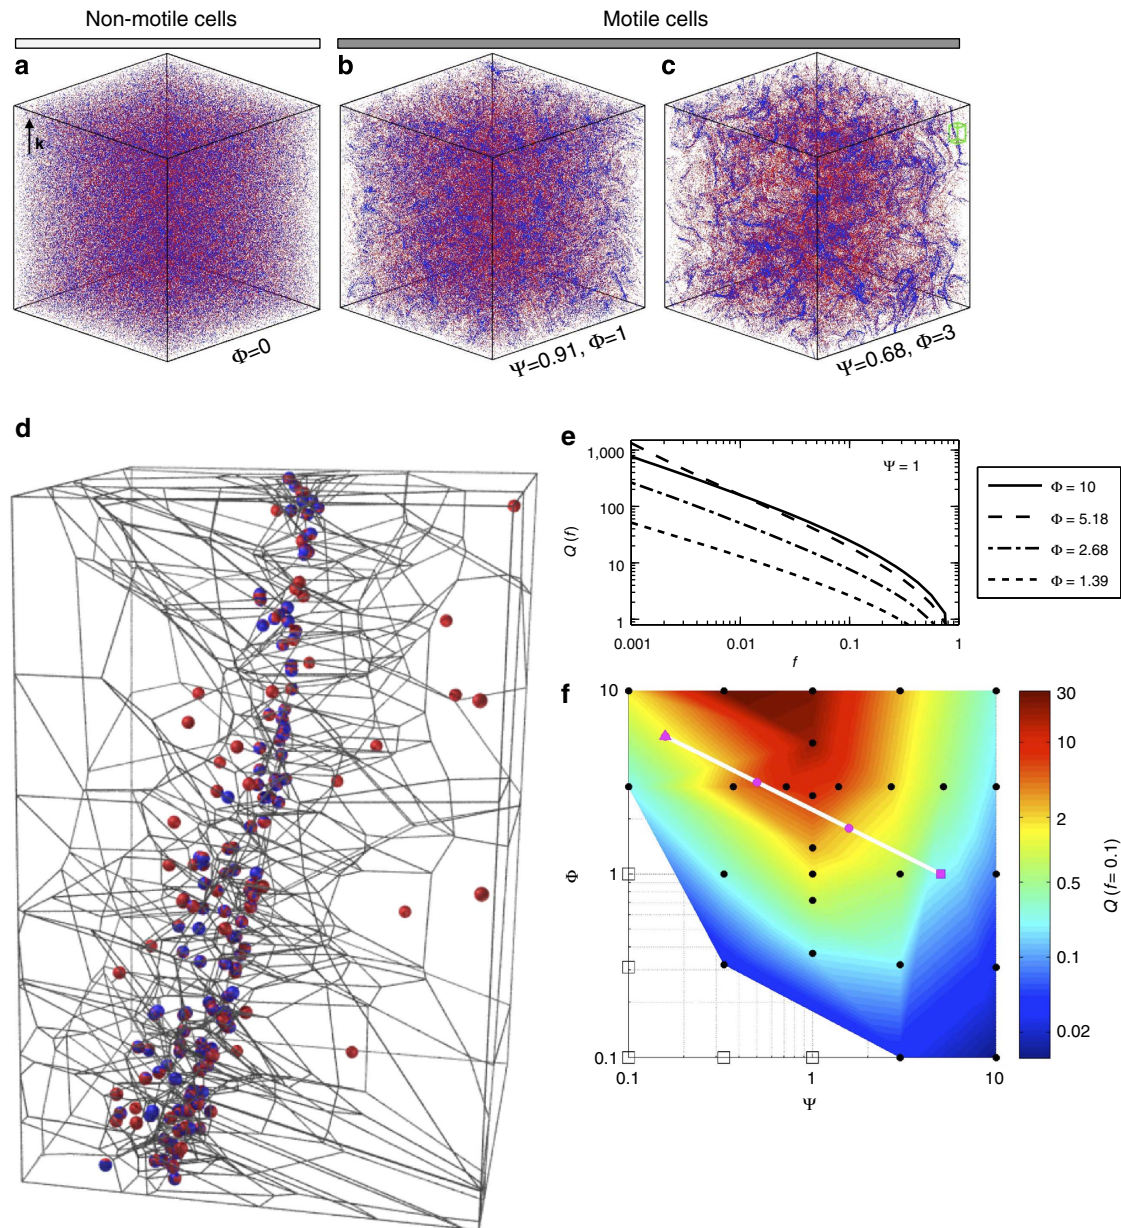 Non-motile cells
Motile cells
a
b
c
k
Φ=0
Ψ=0.91, Φ=1
Ψ=0.68, Φ=3
d
e
1,000
100
10
1
Q (f)
Ψ = 1
0.001
0.01
0.1
1
f
Φ = 10
Φ = 5.18
Φ = 2.68
Φ = 1.39
f
10
1
0.1
Φ
0.1
1
10
Ψ
30
10
2
0.5
0.1
0.02
Q (f= 0.1)